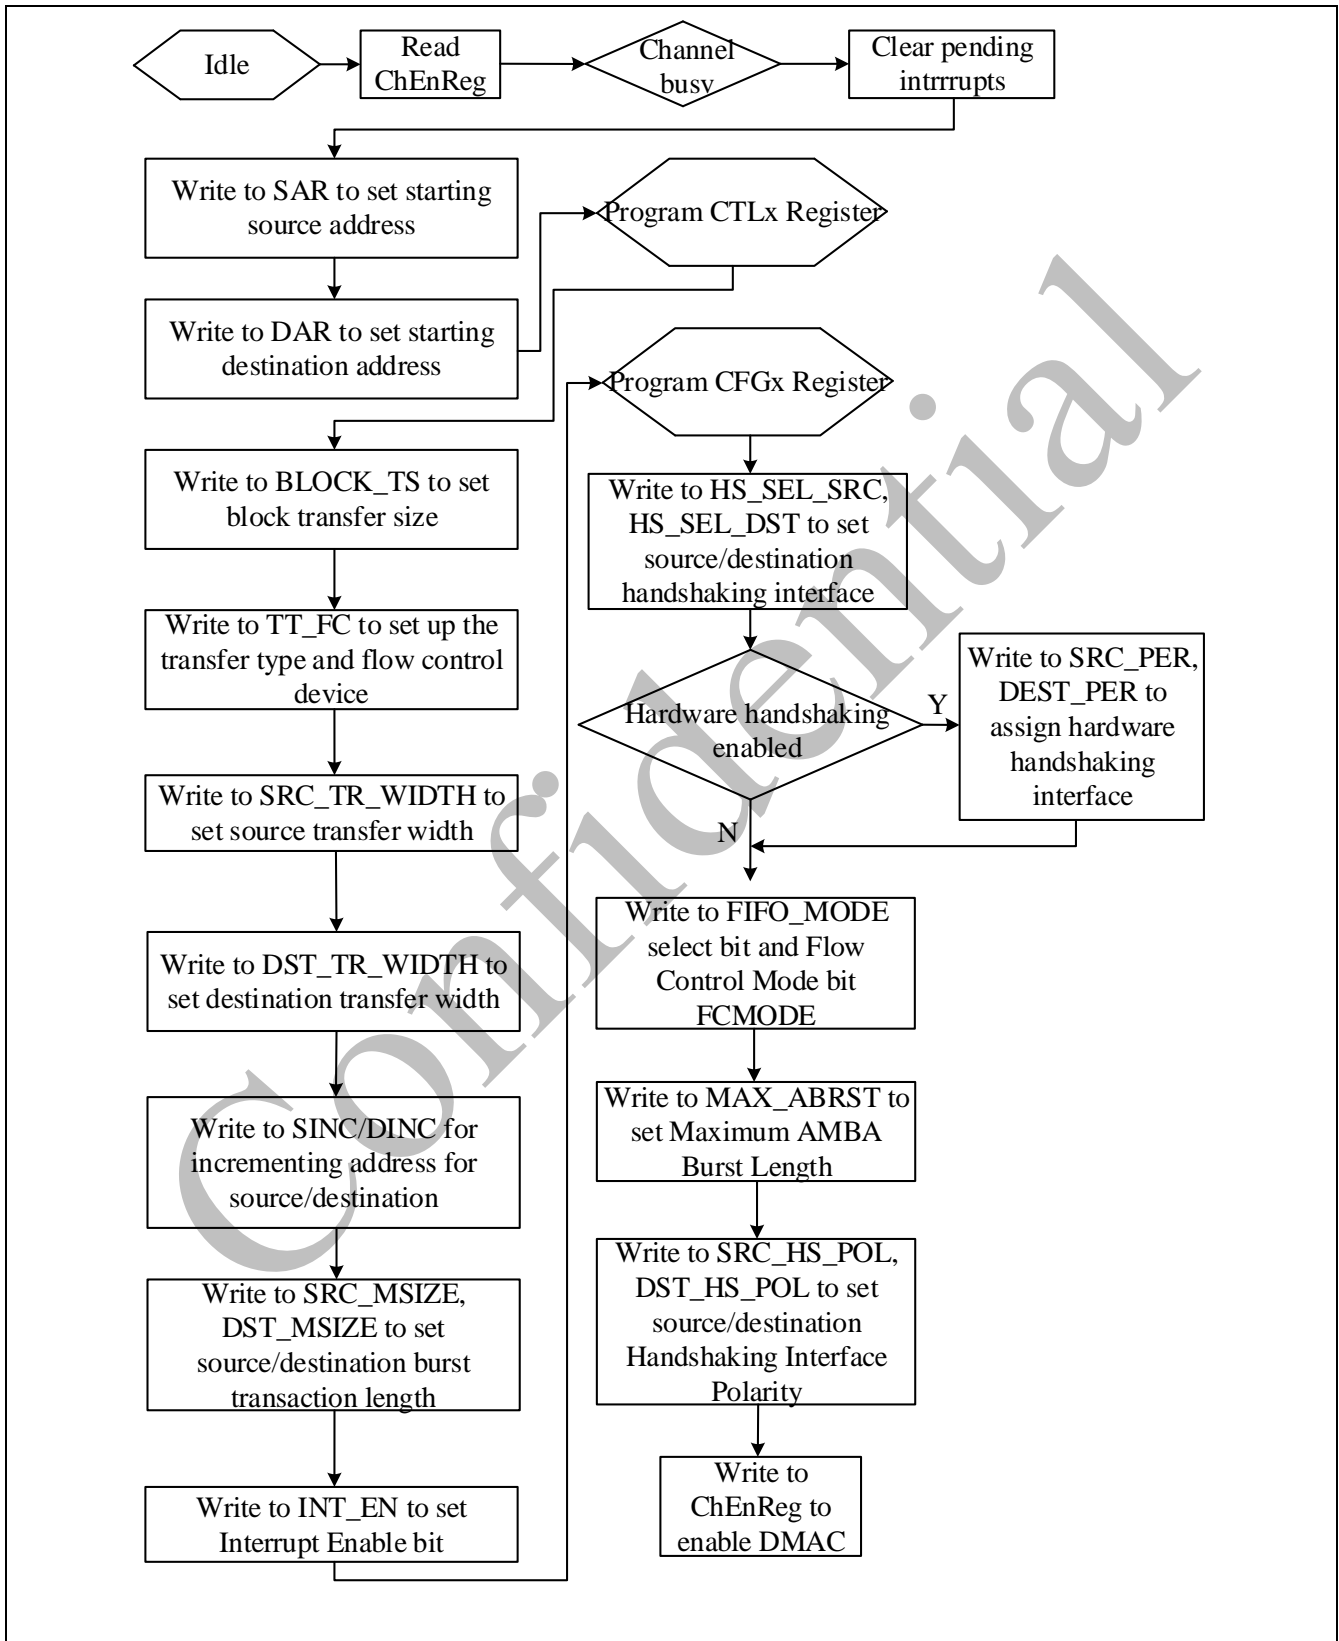 Idle
Read
ChEnReg
Channel
busy
Clear pending
intrrrupts
Write to SAR to set starting
source address
Program CTLx Register
Write to DAR to set starting
destination address
Program CFGx Register
Write to BLOCK_TS to set
block transfer size
Write to HS_SEL_SRC,
HS_SEL_DST to set
source/destination
handshaking interface
Write to TT_FC to set up the
transfer type and flow control
device
Hardware handshaking
enabled
Y
Write to SRC_PER,
DEST_PER to
assign hardware
handshaking
interface
N
Write to SRC_TR_WIDTH to
set source transfer width
Write to DST_TR_WIDTH to
set destination transfer width
Write to FIFO_MODE
select bit and Flow
Control Mode bit
FCMODE
Write to SINC/DINC for
incrementing address for
source/destination
Write to MAX_ABRST to
set Maximum AMBA
Burst Length
Write to SRC_MSIZE,
DST_MSIZE to set
source/destination burst
transaction length
Write to SRC_HS_POL,
DST_HS_POL to set
source/destination
Handshaking Interface
Polarity
Write to INT_EN to set
Interrupt Enable bit
Write to
ChEnReg to
enable DMAC
Confidential